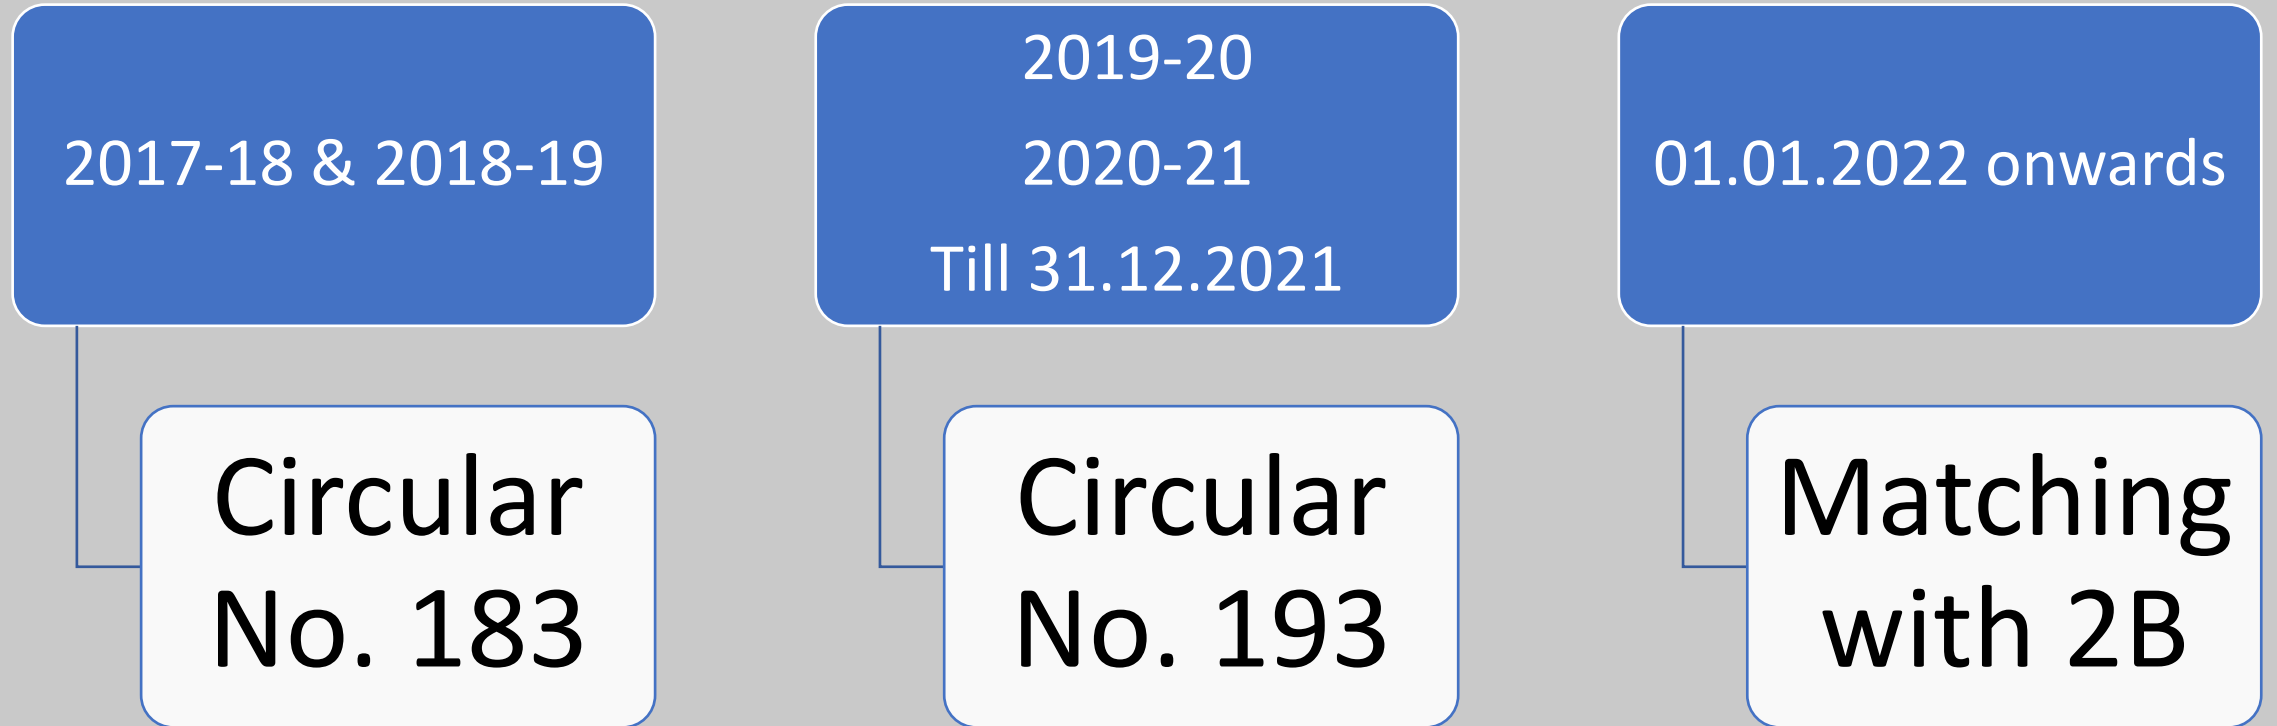 2017-18 & 2018-19
Circular
No. 183
2019-20
2020-21
Till 31.12.2021
Circular
No. 193
01.01.2022 onwards
Matching
with 2B